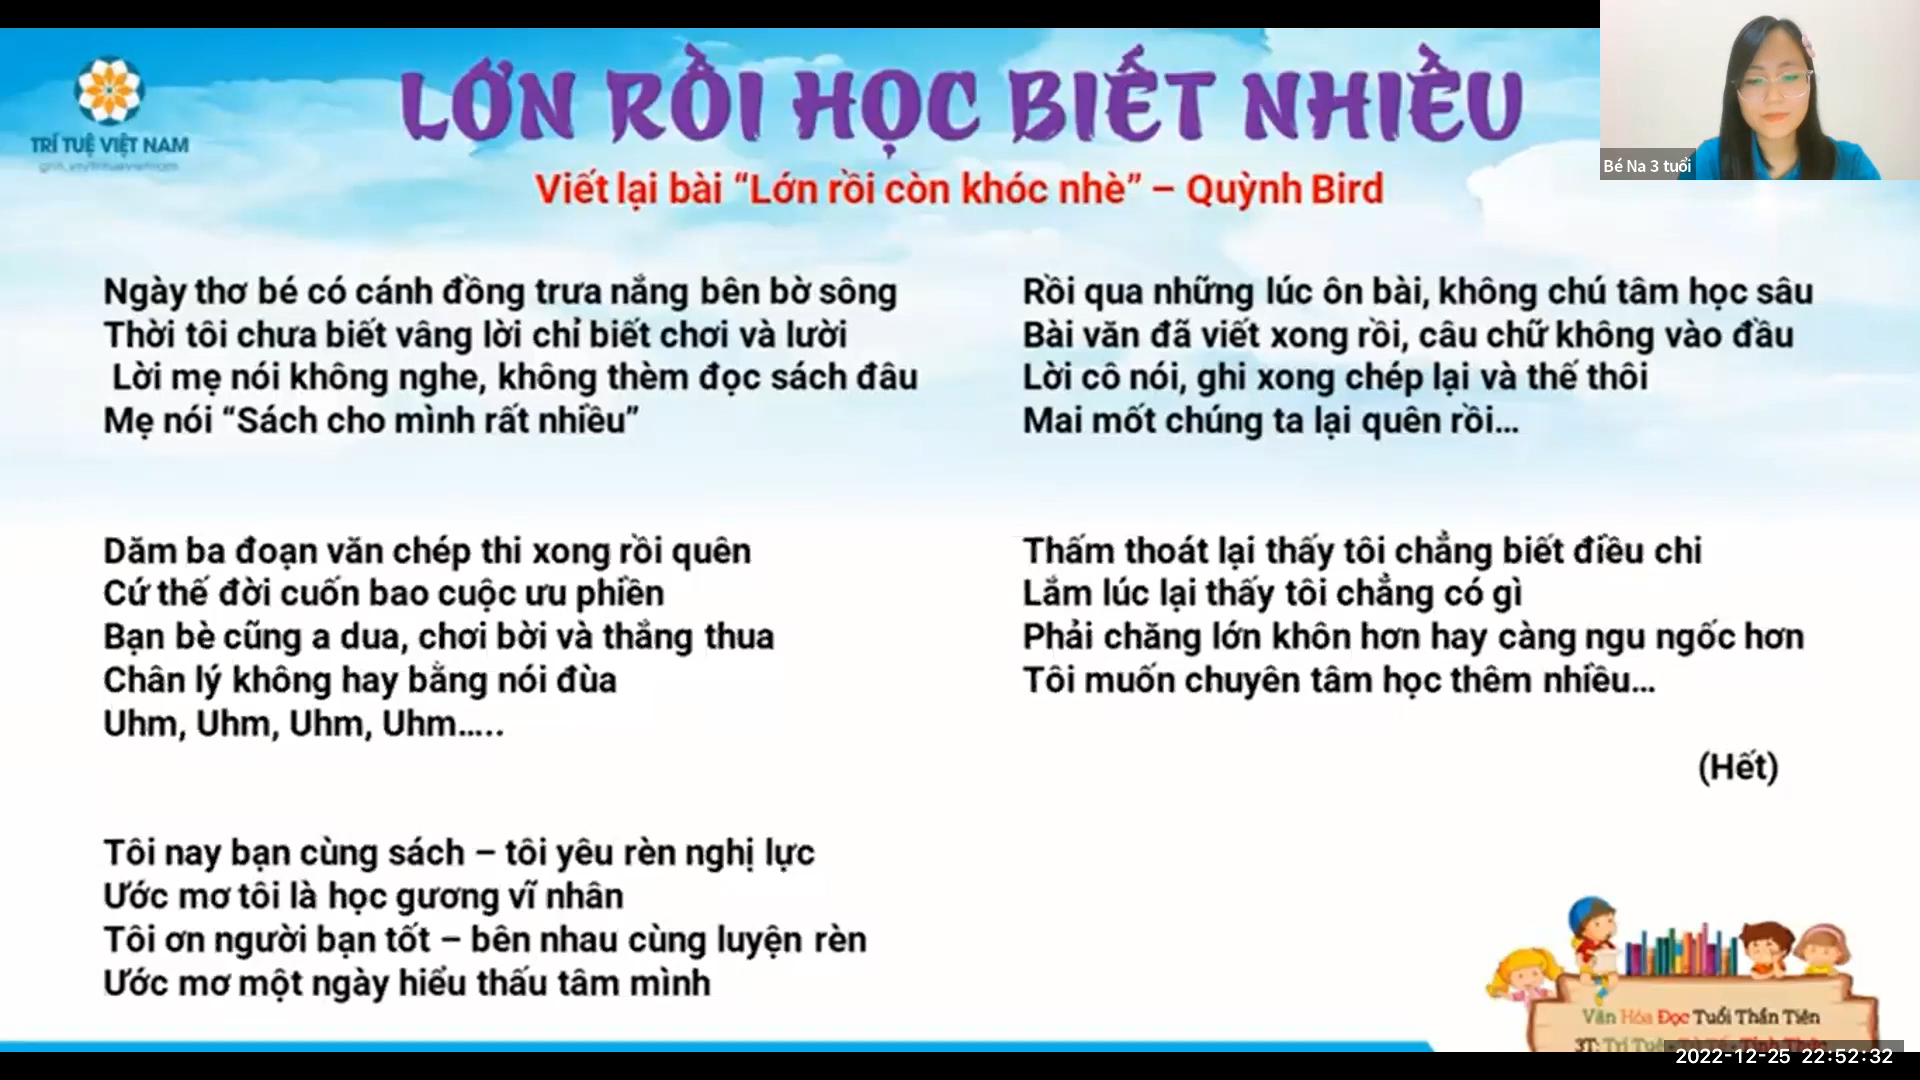 TRÍ TUỆ VIỆT NAM
LỚN RỒI HỌC BIẾT NHIỀU
Viết lại bài “Lớn rồi còn khóc nhè” – Quỳnh Bird
Bé Na 3 tuổi
Ngày thơ bé có cánh đồng trưa nắng bên bờ sông
Thời tôi chưa biết vâng lời chỉ biết chơi và lười
Lời mẹ nói không nghe, không thèm đọc sách đâu
Mẹ nói “Sách cho mình rất nhiều”
Dăm ba đoạn văn chép thi xong rồi quên
Cứ thế đời cuốn bao cuộc ưu phiền
Bạn bè cũng a dua, chơi bời và thắng thua
Chân lý không hay bằng nói đùa
Uhm, Uhm, Uhm, Uhm.....
Tôi nay bạn cùng sách – tôi yêu rèn nghị lực
Ước mơ tôi là học gương vĩ nhân
Tôi ơn người bạn tốt – bên nhau cùng luyện rèn
Ước mơ một ngày hiểu thấu tâm mình
Rồi qua những lúc ôn bài, không chú tâm học sâu
Bài văn đã viết xong rồi, câu chữ không vào đầu
Lời cô nói, ghi xong chép lại và thế thôi
Mai mốt chúng ta lại quên rồi...
Thấm thoát lại thấy tôi chẳng biết điều chi
Lắm lúc lại thấy tôi chẳng có gì
Phải chăng lớn khôn hơn hay càng ngu ngốc hơn
Tôi muốn chuyên tâm học thêm nhiều...
(Hết)
Văn Hóa Đọc Tuổi Thần Tiên
3T: Trí Tuệ
2022-12-25 22:52:32